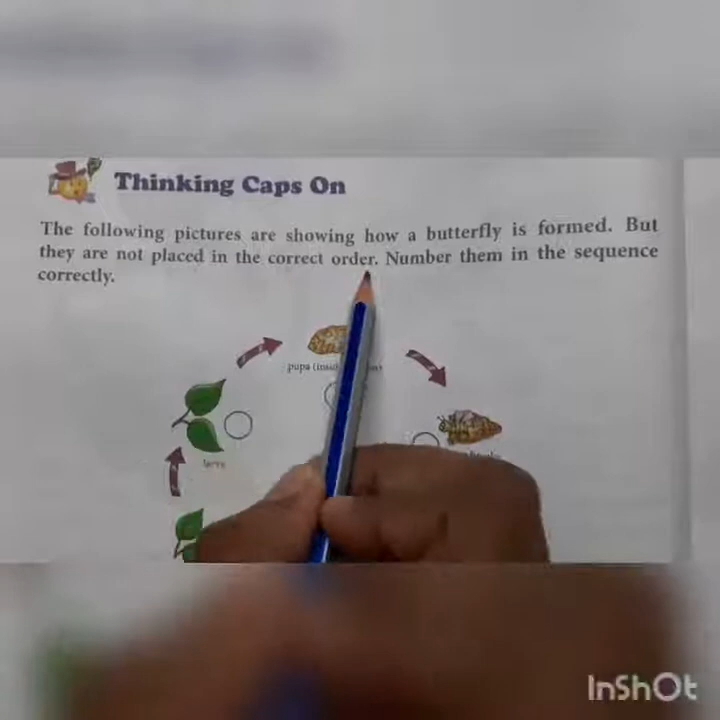 Thinking Caps On
The following pictures are showing how a butterfly is formed. But
they are not placed in the correct order. Number them in the sequence
correctly.
pupa
larva
InShOt